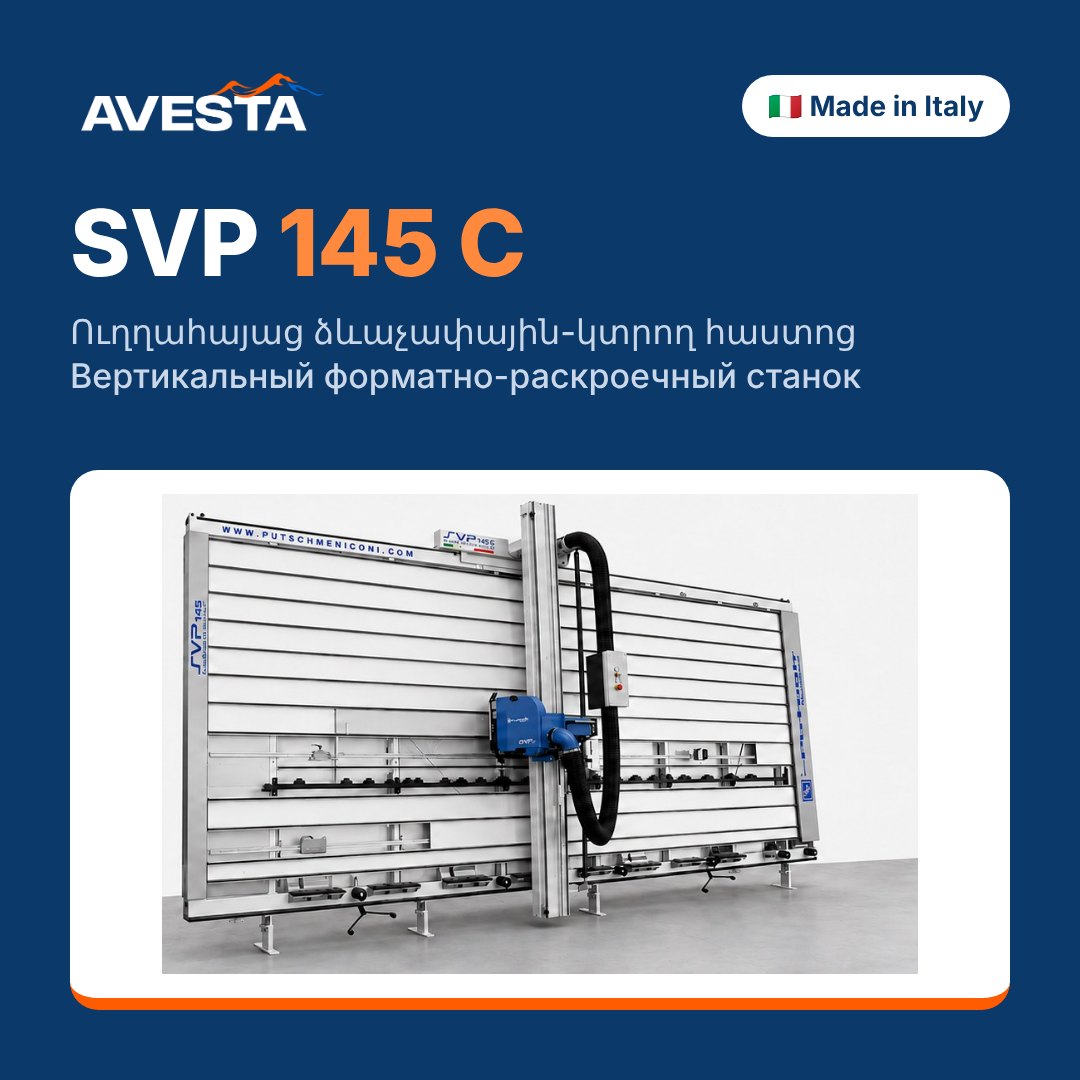 AVESTA
🇮🇹 Made in Italy
SVP 145 C
Ուղղահայաց ձևաչափային-կտրող հաստոց
Вертикальный форматно-раскроечный станок
WWW.PUTSCHMENICONI.COM
SVP 145
SVP 145